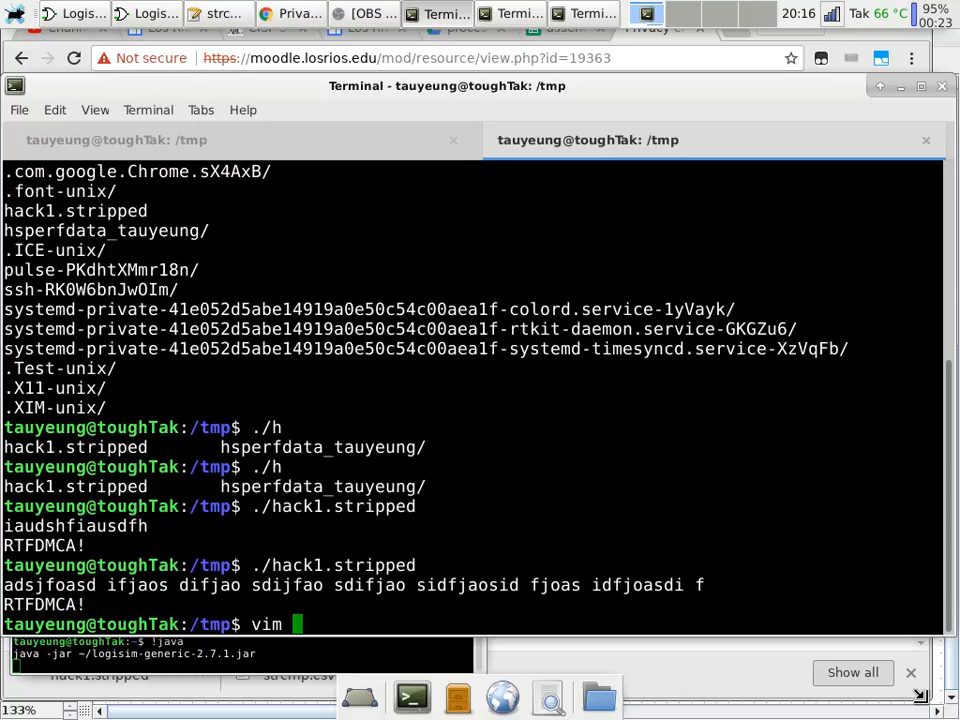 Logis...
Logis...
strc...
Priva...
[OBS ...
Termi...
Termi...
Termi...
20:16
Tak 66 °C
95%
00:23
Not secure
https://moodle.losrios.edu/mod/resource/view.php?id=19363
Terminal - tauyeung@toughTak: /tmp
File Edit View Terminal Tabs Help
tauyeung@toughTak: /tmp
tauyeung@toughTak: /tmp
.com.google.Chrome.sX4AxB/
.font-unix/
hack1.stripped
hsperfdata_tauyeung/
.ICE-unix/
pulse-PKdhtXMmr18n/
ssh-RK0W6bnJwOIm/
systemd-private-41e052d5abe14919a0e50c54c00aea1f-colord.service-1yVayk/
systemd-private-41e052d5abe14919a0e50c54c00aea1f-rtkit-daemon.service-GKGZu6/
systemd-private-41e052d5abe14919a0e50c54c00aea1f-systemd-timesyncd.service-XzVqFb/
.Test-unix/
.X11-unix/
.XIM-unix/
tauyeung@toughTak:/tmp$ ./h
hack1.stripped hsperfdata_tauyeung/
tauyeung@toughTak:/tmp$ ./h
hack1.stripped hsperfdata_tauyeung/
tauyeung@toughTak:/tmp$ ./hack1.stripped
iaudshfiausdfh
RTFDMCA!
tauyeung@toughTak:/tmp$ ./hack1.stripped
adsjfoasd ifjaos difjao sdijfao sdifjao sidfjaosid fjoas idfjoasdi f
RTFDMCA!
tauyeung@toughTak:/tmp$ vim
tauyeung@toughTak:~$ !java
java -jar ~/logisim-generic-2.7.1.jar
hack1.stripped
strcmp.csv
Show all
133%